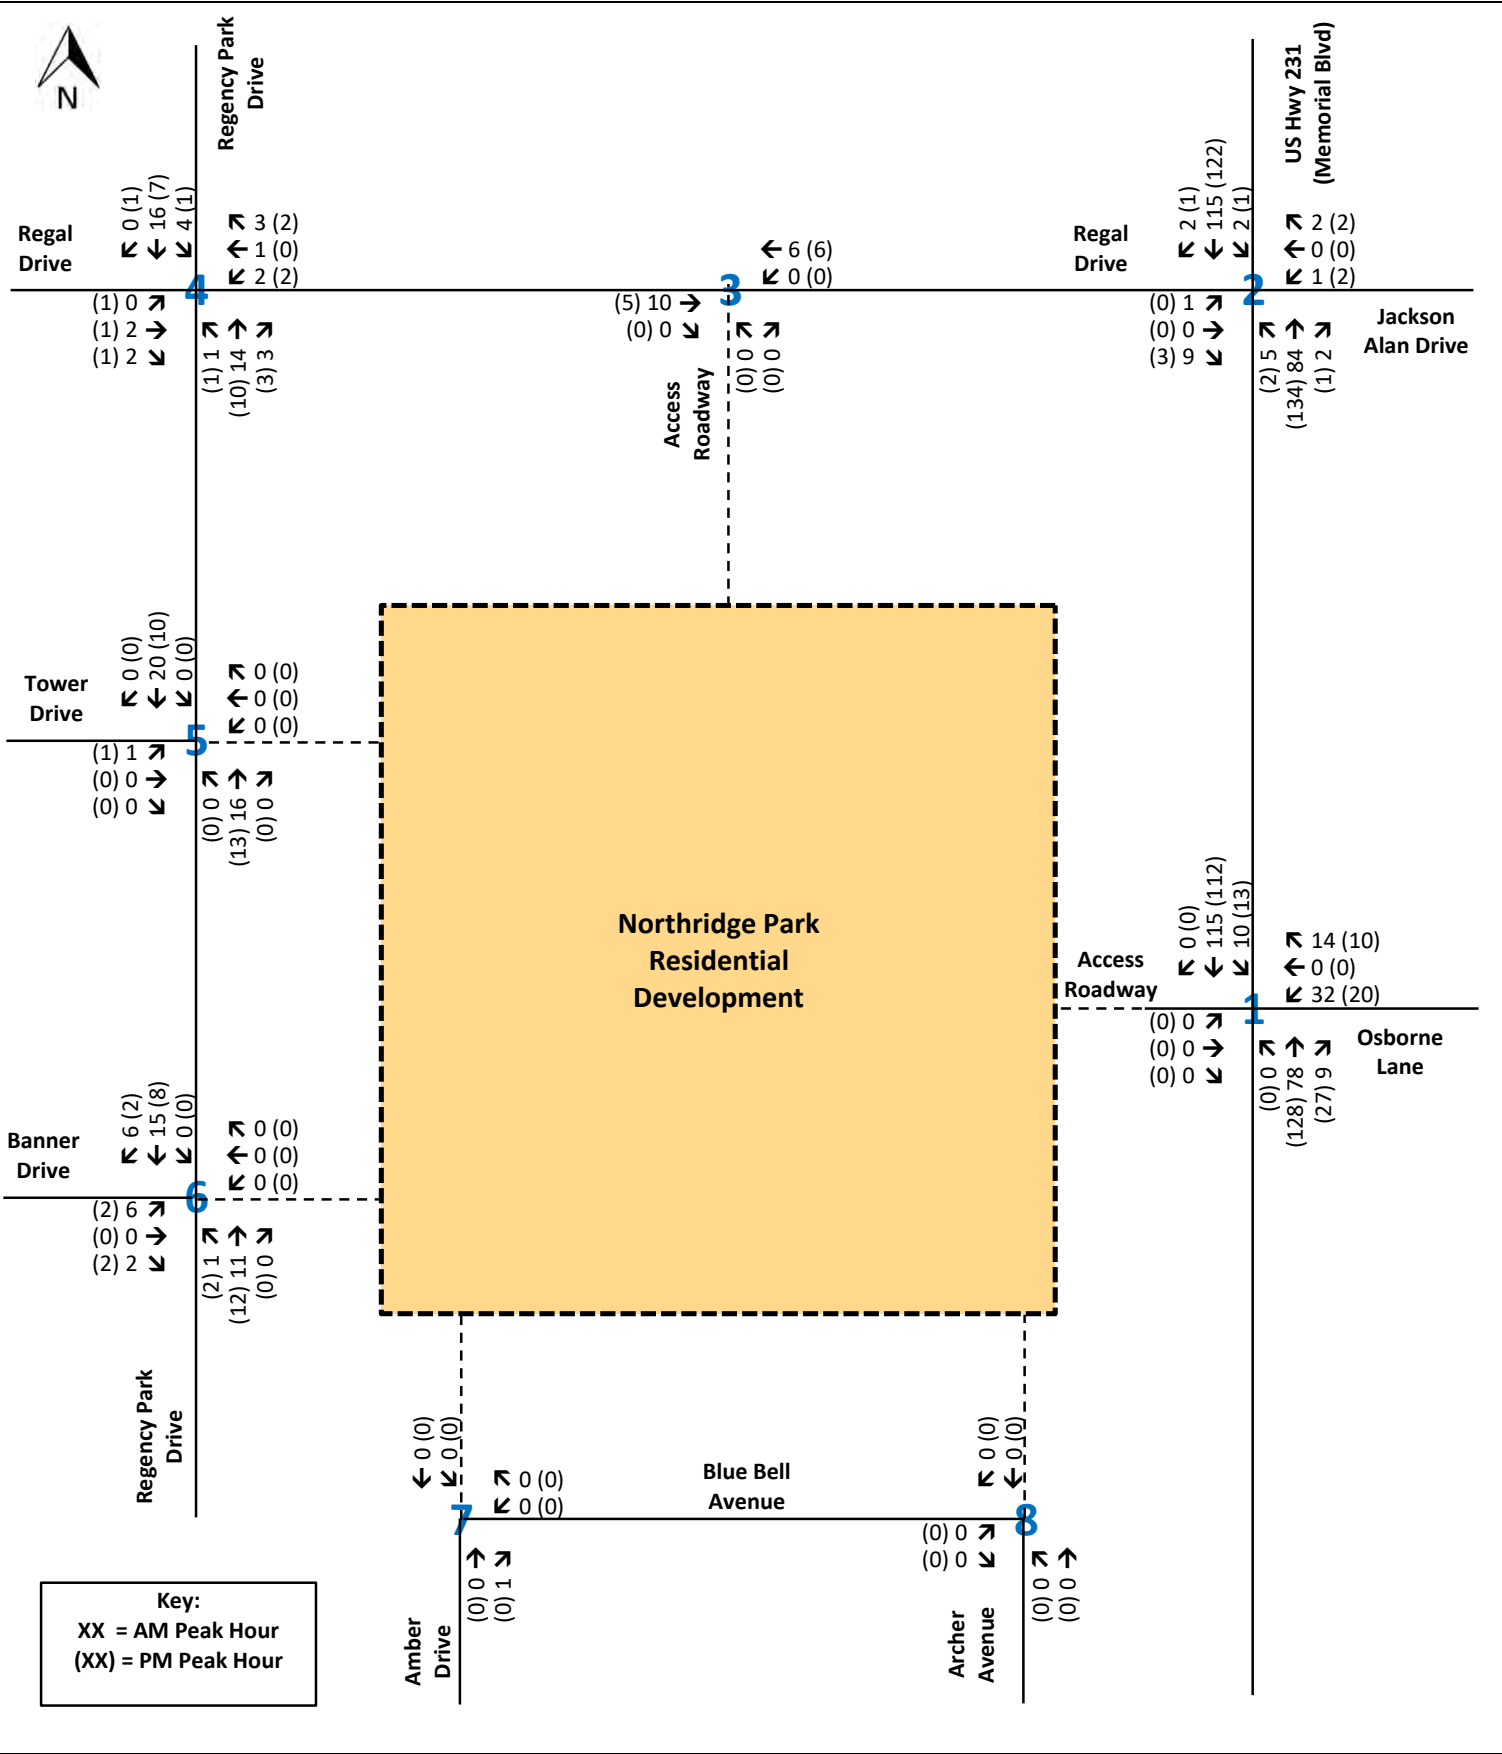 N
Regency Park
Drive
US Hwy 231
(Memorial Blvd)
Regal
Drive
0 (1)
16 (7)
4 (1)
3 (2)
1 (0)
2 (2)
4
(1) 0
(1) 2
(1) 2
(1) 1
(10) 14
(3) 3
6 (6)
0 (0)
3
(5) 10
(0) 0
(0) 0
(0) 0
Access
Roadway
Regal
Drive
2 (1)
115 (122)
2 (1)
2 (2)
0 (0)
1 (2)
2
(0) 1
(0) 0
(3) 9
(2) 5
(134) 84
(1) 2
Jackson
Alan Drive
Tower
Drive
0 (0)
20 (10)
0 (0)
0 (0)
0 (0)
0 (0)
5
(1) 1
(0) 0
(0) 0
(0) 0
(13) 16
(0) 0
Northridge Park
Residential
Development
Access
Roadway
0 (0)
115 (112)
10 (13)
14 (10)
0 (0)
32 (20)
1
(0) 0
(0) 0
(0) 0
(0) 0
(128) 78
(27) 9
Osborne
Lane
Banner
Drive
6 (2)
15 (8)
0 (0)
0 (0)
0 (0)
0 (0)
6
(2) 6
(0) 0
(2) 2
(2) 1
(12) 11
(0) 0
Regency Park
Drive
0 (0)
0 (0)
0 (0)
0 (0)
7
(0) 0
(0) 1
Amber
Drive
Blue Bell
Avenue
0 (0)
0 (0)
8
(0) 0
(0) 0
(0) 0
(0) 0
Archer
Avenue
Key:
XX = AM Peak Hour
(XX) = PM Peak Hour